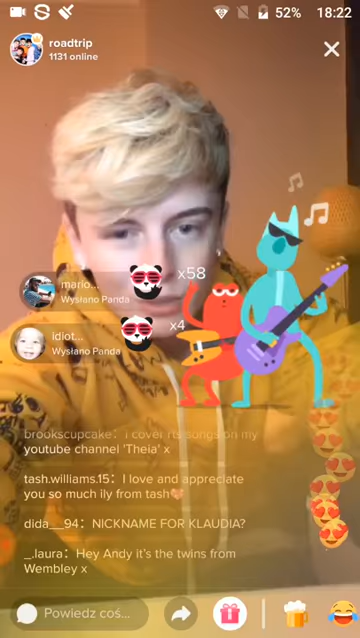 52% 18:22
roadtrip
1131 online
mario...
Wysłano Panda
x58
idiot...
Wysłano Panda
x4
brookscupcake: i cover rts songs on my
youtube channel 'Theia' x
tash.williams.15: I love and appreciate
you so much ily from tash
dida__94: NICKNAME FOR KLAUDIA?
_.laura: Hey Andy it's the twins from
Wembley x
Powiedz coś...